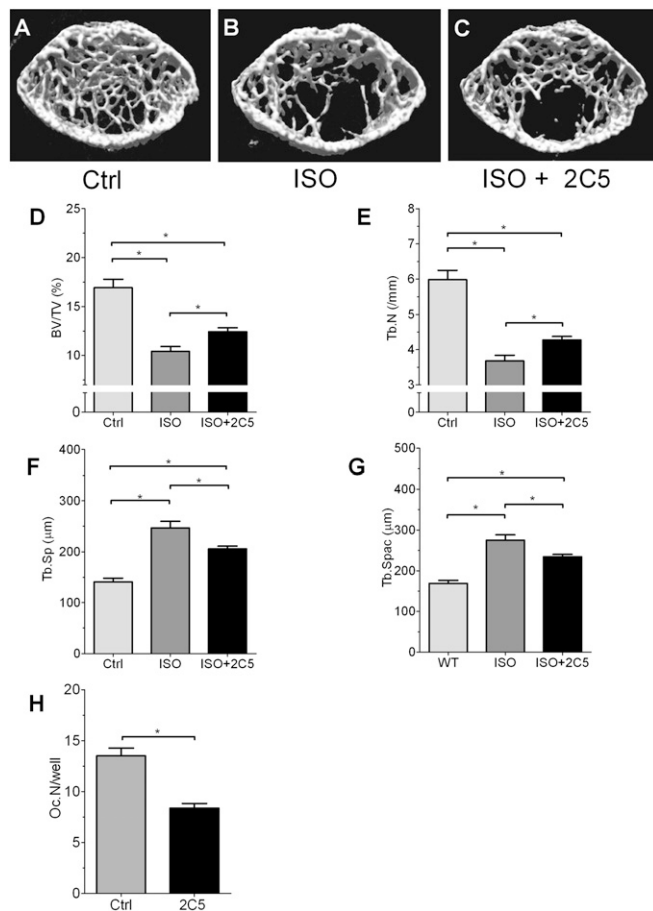 A B C
Ctrl ISO ISO + 2C5
D E
25 8
* *
20 7
* *
BV/TV (%) Tb.N (/mm)
15 6
* *
10 5
4
0 3
0
Ctrl ISO ISO+2C5 Ctrl ISO ISO+2C5
F G
400 500
* *
300 400
* * * *
Tb.Sp (μm) Tb.Spac (μm)
200 300
100 200
100
0 0
Ctrl ISO ISO+2C5 WT ISO ISO+2C5
H
20
15
*
Oc.N/well
10
5
0
Ctrl 2C5